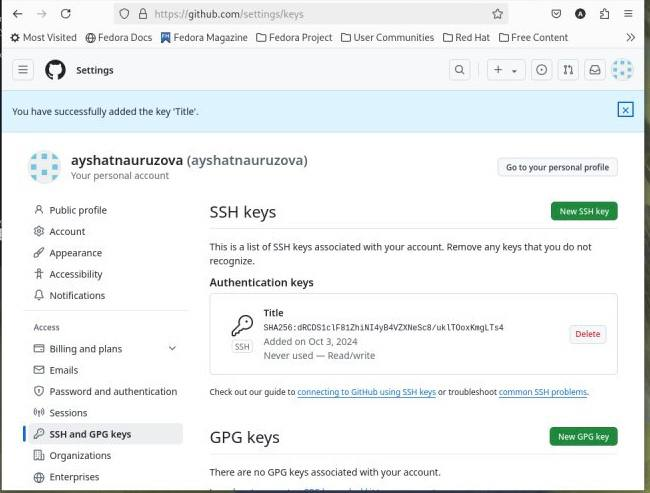 https://github.com/settings/keys
Most Visited Fedora Docs Fedora Magazine Fedora Project User Communities Red Hat Free Content
Settings
You have successfully added the key 'Title'.
ayshatnauruzova (ayshatnauruzova)
Your personal account
Go to your personal profile
Public profile
Account
Appearance
Accessibility
Notifications
Access
Billing and plans
Emails
Password and authentication
Sessions
SSH and GPG keys
Organizations
Enterprises
SSH keys
New SSH key
This is a list of SSH keys associated with your account. Remove any keys that you do not
recognize.
Authentication keys
Title
SHA256:dRCDS1clF81ZhiNI4yB4VZXNeSc8/uklTOoxKmgLTs4
SSH
Added on Oct 3, 2024
Never used — Read/write
Delete
Check out our guide to connecting to GitHub using SSH keys or troubleshoot common SSH problems.
GPG keys
New GPG key
There are no GPG keys associated with your account.